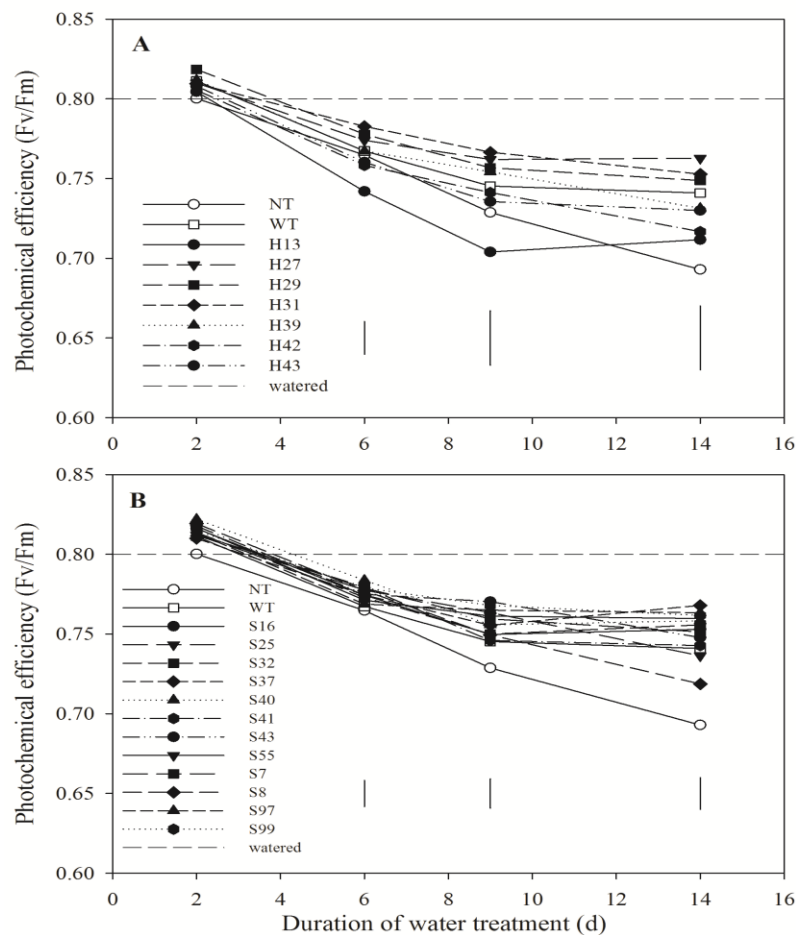 A
Photochemical efficiency (Fv/Fm)
0.85
0.80
0.75
0.70
0.65
0.60
NT
WT
H13
H27
H29
H31
H39
H42
H43
watered
0 2 4 6 8 10 12 14 16
B
Photochemical efficiency (Fv/Fm)
0.85
0.80
0.75
0.70
0.65
0.60
NT
WT
S16
S25
S32
S37
S40
S41
S43
S55
S7
S8
S97
S99
watered
0 2 4 6 8 10 12 14 16
Duration of water treatment (d)